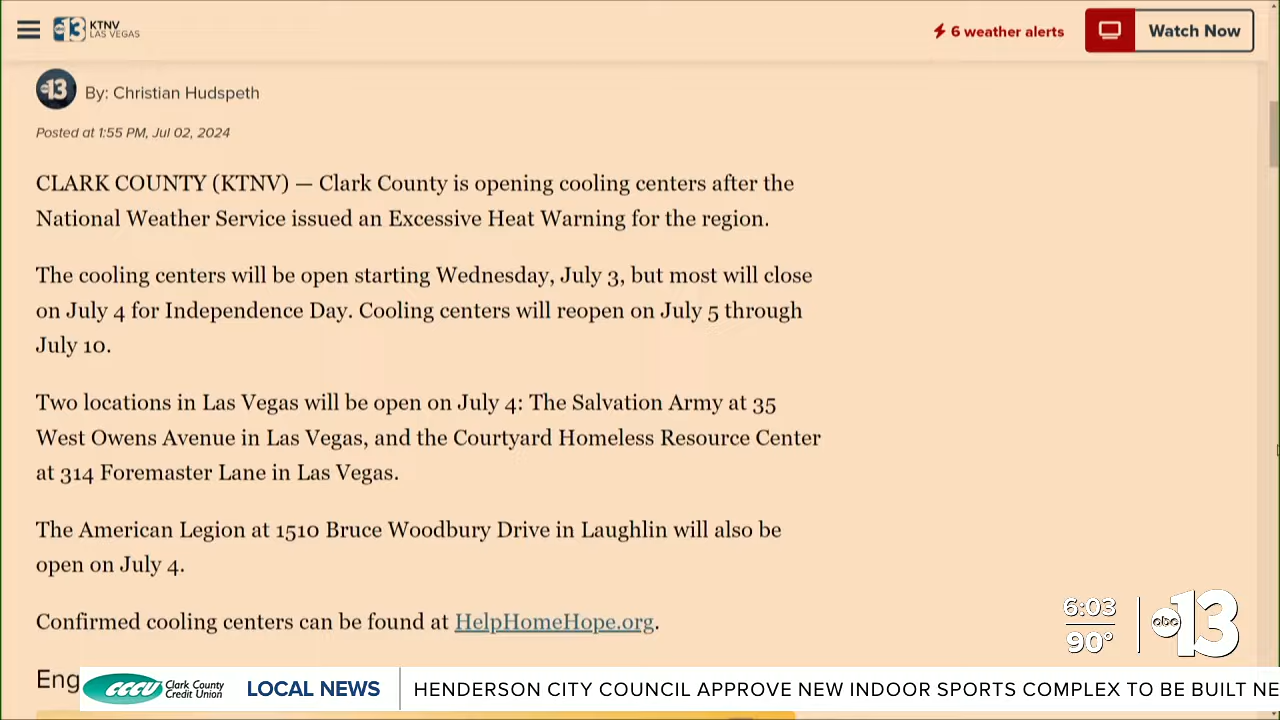 abc 13 KTNV
LAS VEGAS
6 weather alerts
Watch Now
abc 13 By: Christian Hudspeth
Posted at 1:55 PM, Jul 02, 2024
CLARK COUNTY (KTNV) — Clark County is opening cooling centers after the
National Weather Service issued an Excessive Heat Warning for the region.
The cooling centers will be open starting Wednesday, July 3, but most will close
on July 4 for Independence Day. Cooling centers will reopen on July 5 through
July 10.
Two locations in Las Vegas will be open on July 4: The Salvation Army at 35
West Owens Avenue in Las Vegas, and the Courtyard Homeless Resource Center
at 314 Foremaster Lane in Las Vegas.
The American Legion at 1510 Bruce Woodbury Drive in Laughlin will also be
open on July 4.
Confirmed cooling centers can be found at HelpHomeHope.org.
6:03
90°
abc 13
Eng
CCCU Clark County
Credit Union
LOCAL NEWS
HENDERSON CITY COUNCIL APPROVE NEW INDOOR SPORTS COMPLEX TO BE BUILT NE